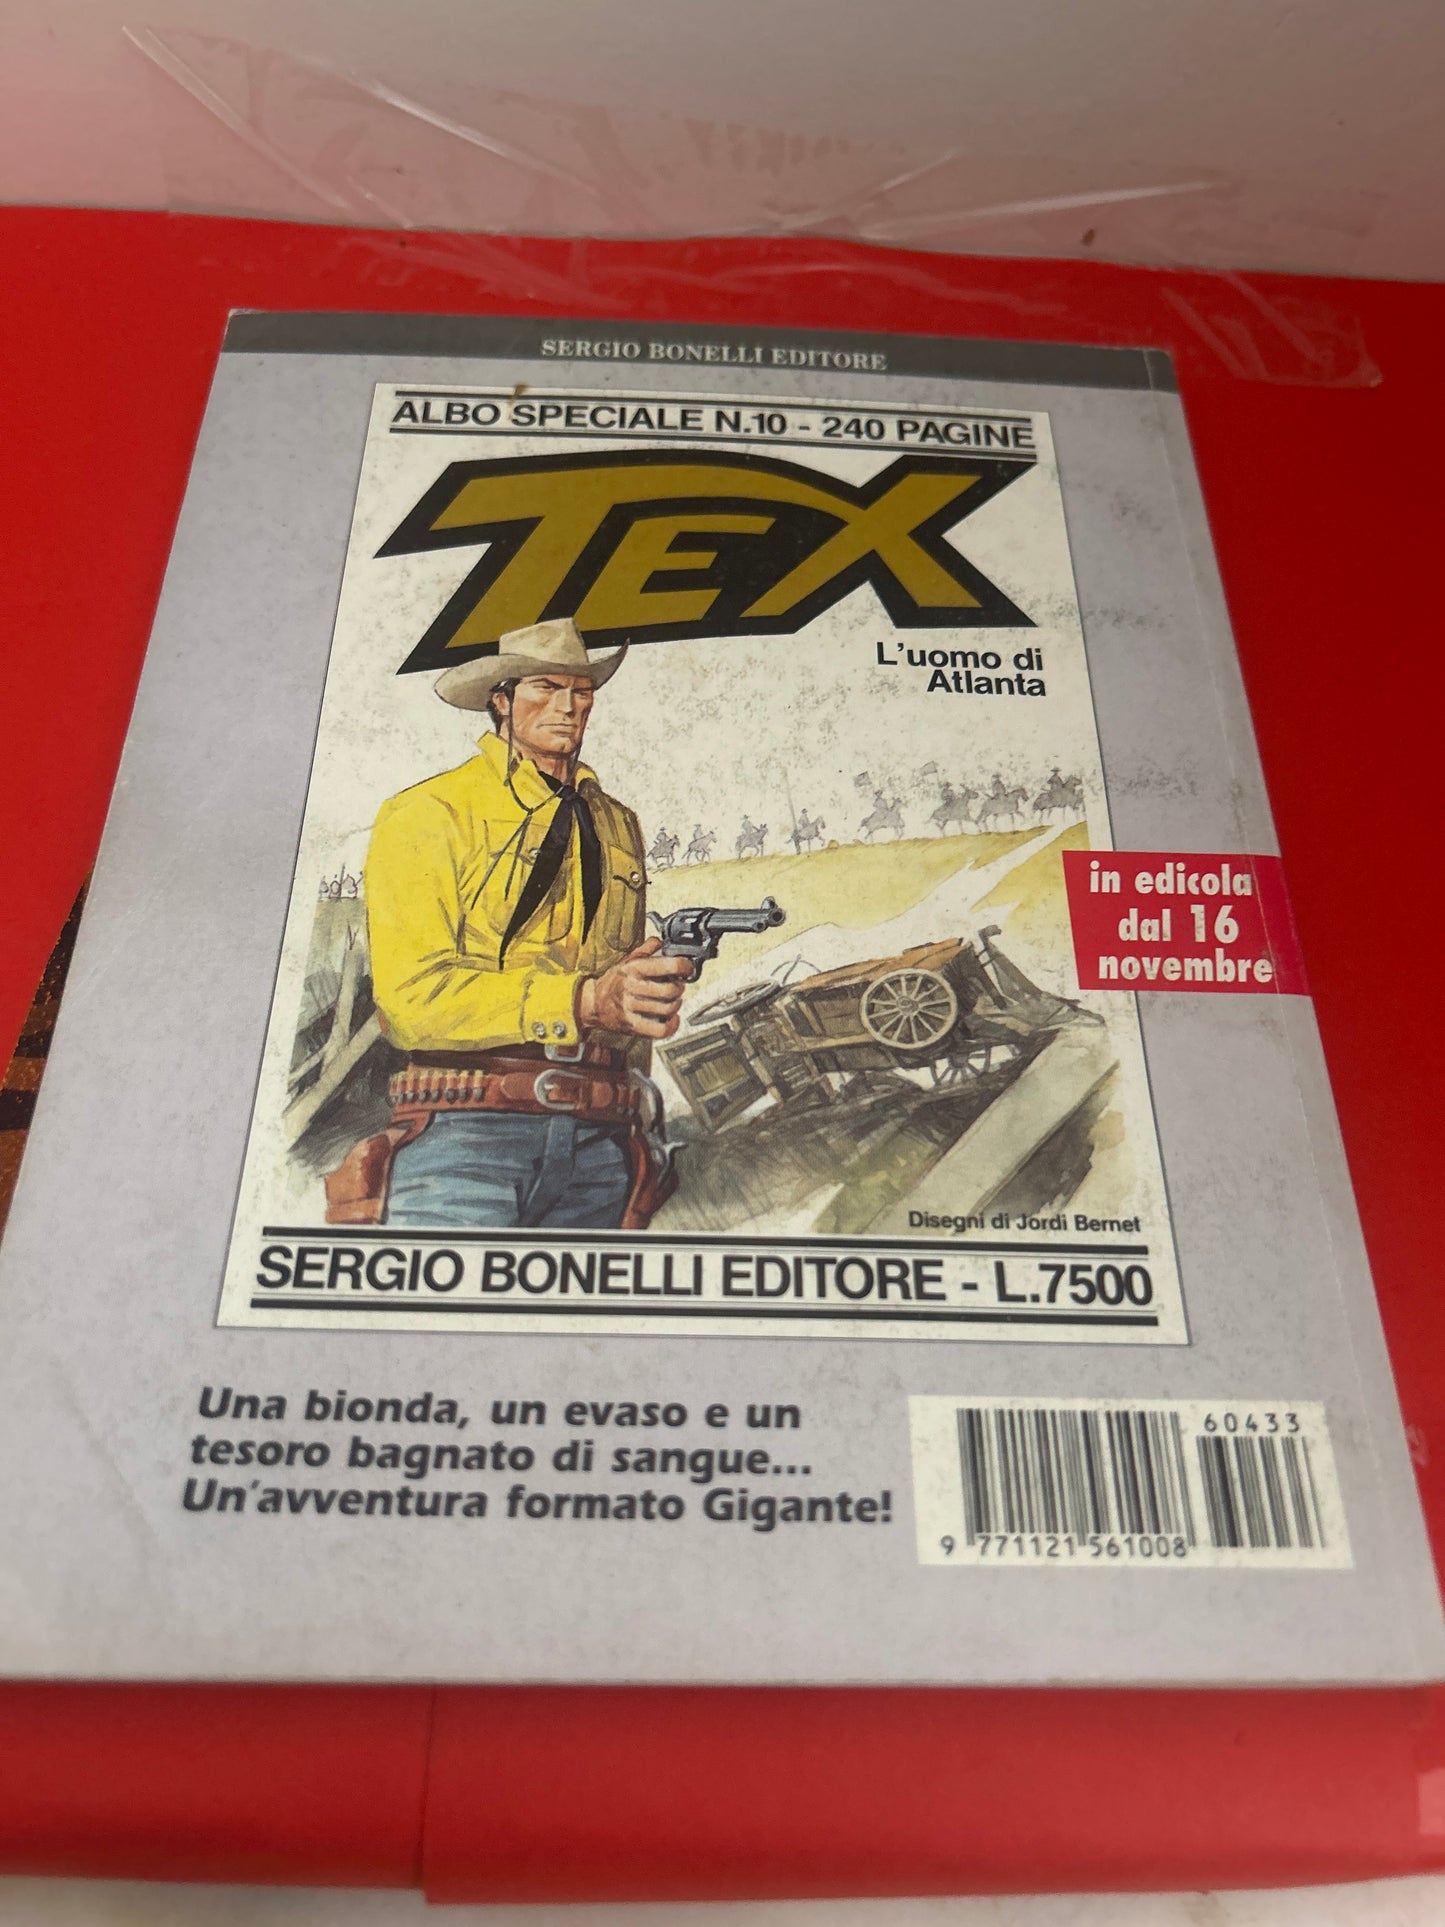 SERGIO BONELLI EDITORE
ALBO SPECIALE N.10 - 240 PAGINE
TEX
L'uomo di
Atlanta
in edicola
dal 16
novembre
Disegni di Jordi Bernet
SERGIO BONELLI EDITORE - L.7500
Una bionda, un evaso e un
tesoro bagnato di sangue...
Un'avventura formato Gigante!
60433
9 771121 561008